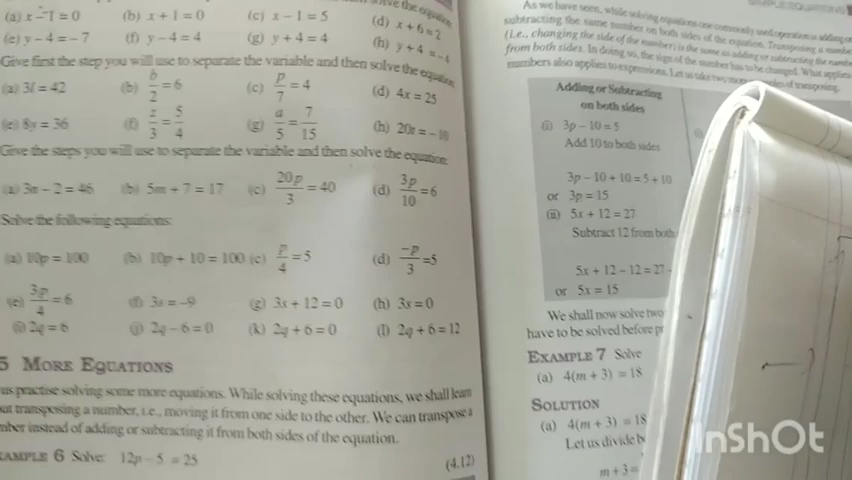 solve the equation
(a) x − 1 = 0 (b) x + 1 = 0 (c) x − 1 = 5 (d) x + 6 = 2
(e) y − 4 = −7 (f) y − 4 = 4 (g) y + 4 = 4 (h) y + 4 = −4
Give first the step you will use to separate the variable and then solve the equation
(a) 3l = 42 (b) b/2 = 6 (c) p/7 = 4 (d) 4x = 25
(e) 8y = 36 (f) z/3 = 5/4 (g) a/5 = 7/15 (h) 20t = −10
Give the steps you will use to separate the variable and then solve the equation:
(a) 3n − 2 = 46 (b) 5m + 7 = 17 (c) 20p/3 = 40 (d) 3p/10 = 6
Solve the following equations:
(a) 10p = 100 (b) 10p + 10 = 100 (c) p/4 = 5 (d) −p/3 = 5
(e) 3p/4 = 6 (f) 3s = −9 (g) 3s + 12 = 0 (h) 3s = 0
(i) 2q = 6 (j) 2q − 6 = 0 (k) 2q + 6 = 0 (l) 2q + 6 = 12
5 MORE EQUATIONS
us practise solving some more equations. While solving these equations, we shall learn
transposing a number, i.e., moving it from one side to the other. We can transpose a
instead of adding or subtracting it from both sides of the equation.
6 Solve: 12p − 5 = 25 (4.12)
As we have seen, while solving equations one commonly used operation is adding or
subtracting the same number on both sides of the equation. Transposing a number
(i.e., changing the side of the number) is the same as adding or subtracting the number
from both sides. In doing so, the sign of the number has to be changed. What applies
numbers also applies to expressions. Let us take two more examples of transposing.
Adding or Subtracting
on both sides
(i) 3p − 10 = 5
Add 10 to both sides
3p − 10 + 10 = 5 + 10
or 3p = 15
(ii) 5x + 12 = 27
Subtract 12 from both
5x + 12 − 12 = 27 −
or 5x = 15
We shall now solve two
have to be solved before
EXAMPLE 7 Solve
(a) 4(m + 3) = 18
SOLUTION
(a) 4(m + 3) = 18
Let us divide
m + 3 =
InShOt